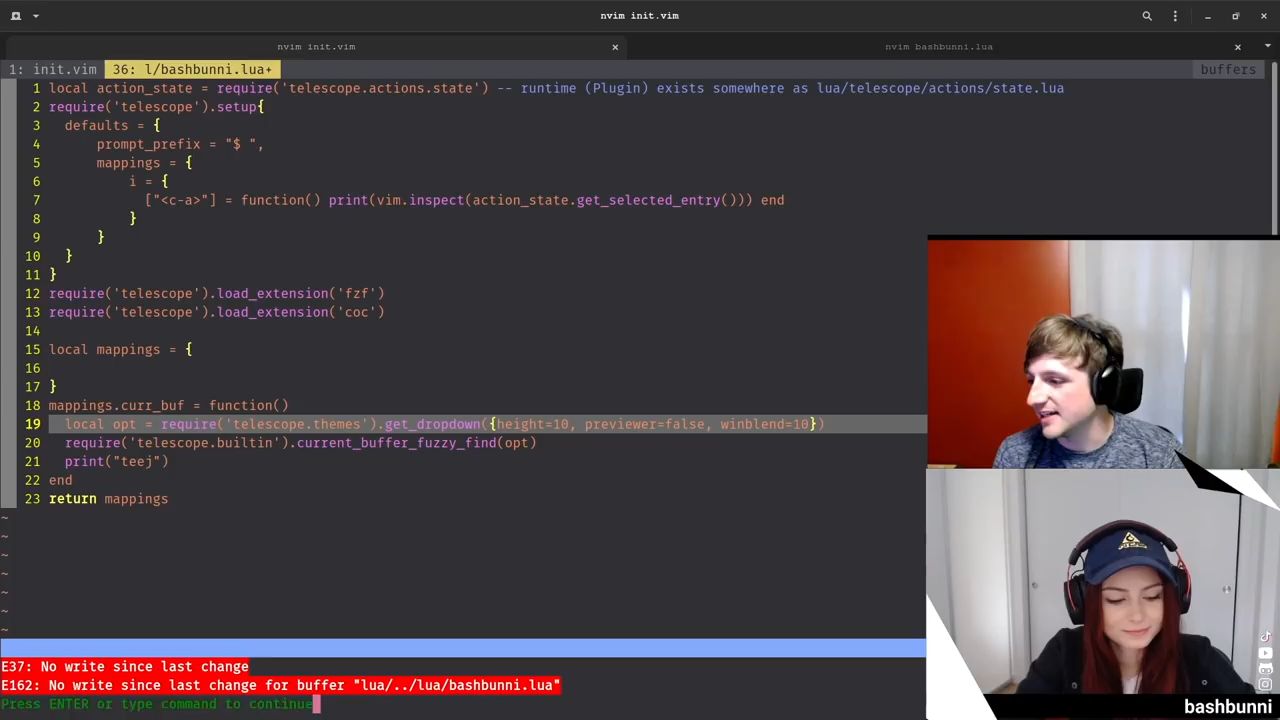 nvim init.vim
nvim init.vim
nvim bashbunni.lua
1: init.vim 36: l/bashbunni.lua+ buffers
1 local action_state = require('telescope.actions.state') -- runtime (Plugin) exists somewhere as lua/telescope/actions/state.lua
2 require('telescope').setup{
3 defaults = {
4 prompt_prefix = "$ ",
5 mappings = {
6 i = {
7 ["<c-a>"] = function() print(vim.inspect(action_state.get_selected_entry())) end
8 }
9 }
10 }
11 }
12 require('telescope').load_extension('fzf')
13 require('telescope').load_extension('coc')
14
15 local mappings = {
16
17 }
18 mappings.curr_buf = function()
19 local opt = require('telescope.themes').get_dropdown({height=10, previewer=false, winblend=10})
20 require('telescope.builtin').current_buffer_fuzzy_find(opt)
21 print("teej")
22 end
23 return mappings
~
~
~
~
~
~
~
E37: No write since last change
E162: No write since last change for buffer "lua/../lua/bashbunni.lua"
Press ENTER or type command to continue
bashbunni